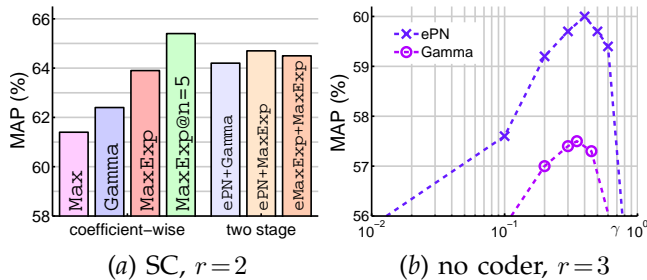 MAP (%)
66
64
62
60
58
Max
Gamma
MaxExp
MaxExp@n=5
ePN+Gamma
ePN+MaxExp
eMaxExp+MaxExp
coefficient−wise
two stage
(a) SC, r=2
MAP (%)
60
59
58
57
56
ePN
Gamma
10⁻²
10⁻¹
γ
10⁰
(b) no coder, r=3